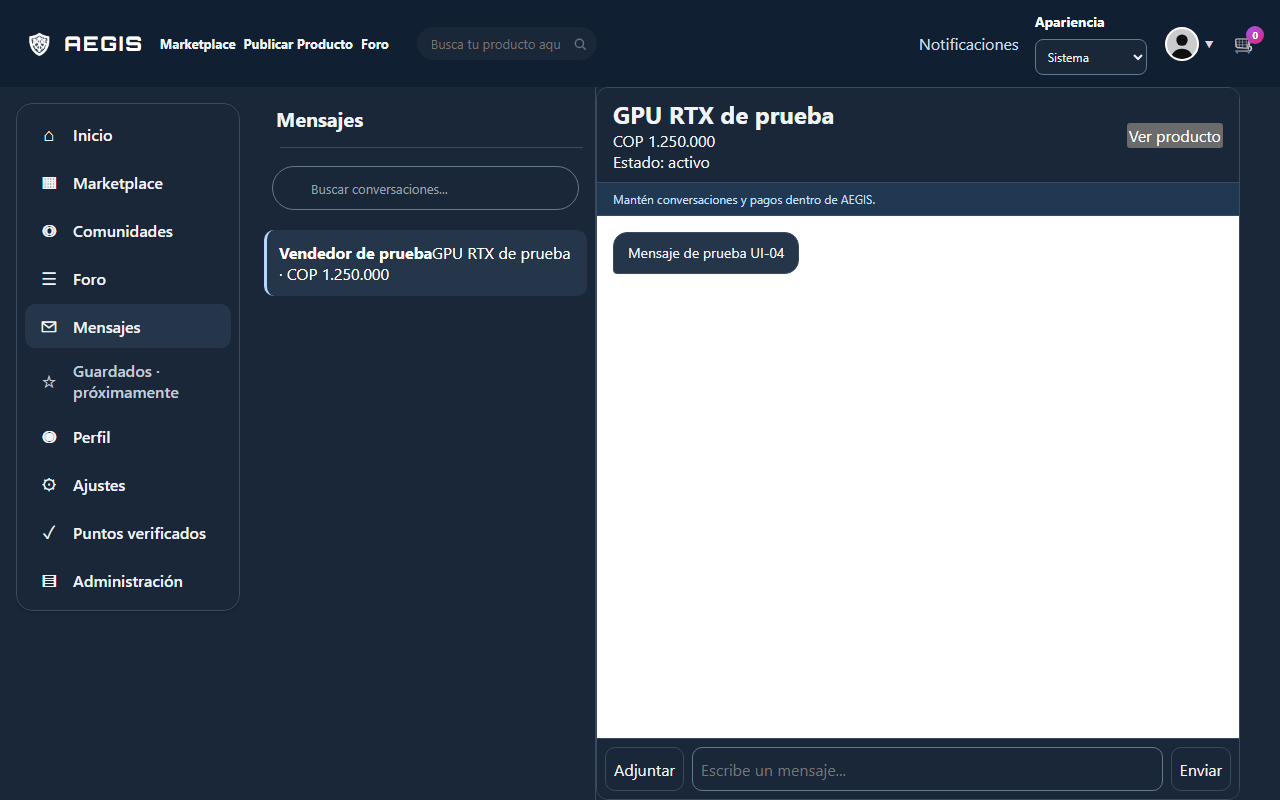 AEGIS
Marketplace
Publicar Producto
Foro
Busca tu producto aqu
Notificaciones
Apariencia
Sistema
0
Inicio
Marketplace
Comunidades
Foro
Mensajes
Guardados ·
próximamente
Perfil
Ajustes
Puntos verificados
Administración
Mensajes
Buscar conversaciones...
Vendedor de pruebaGPU RTX de prueba
· COP 1.250.000
GPU RTX de prueba
COP 1.250.000
Estado: activo
Ver producto
Mantén conversaciones y pagos dentro de AEGIS.
Mensaje de prueba UI-04
Adjuntar
Escribe un mensaje...
Enviar